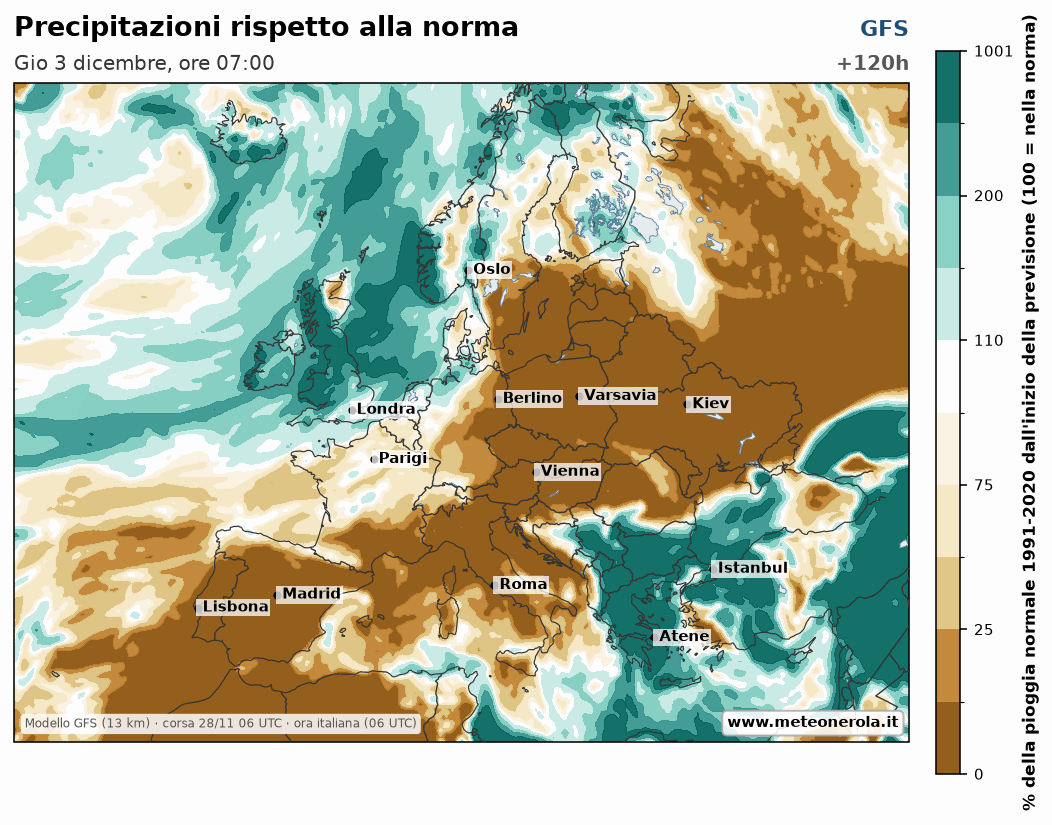 Precipitazioni rispetto alla norma
GFS
Gio 3 dicembre, ore 07:00
+120h
Oslo
Londra
Berlino
Varsavia
Kiev
Parigi
Vienna
Istanbul
Roma
Madrid
Lisbona
Atene
Modello GFS (13 km) · corsa 28/11 06 UTC · ora italiana (06 UTC)
www.meteonerola.it
1001
200
110
75
25
0
% della pioggia normale 1991-2020 dall'inizio della previsione (100 = nella norma)